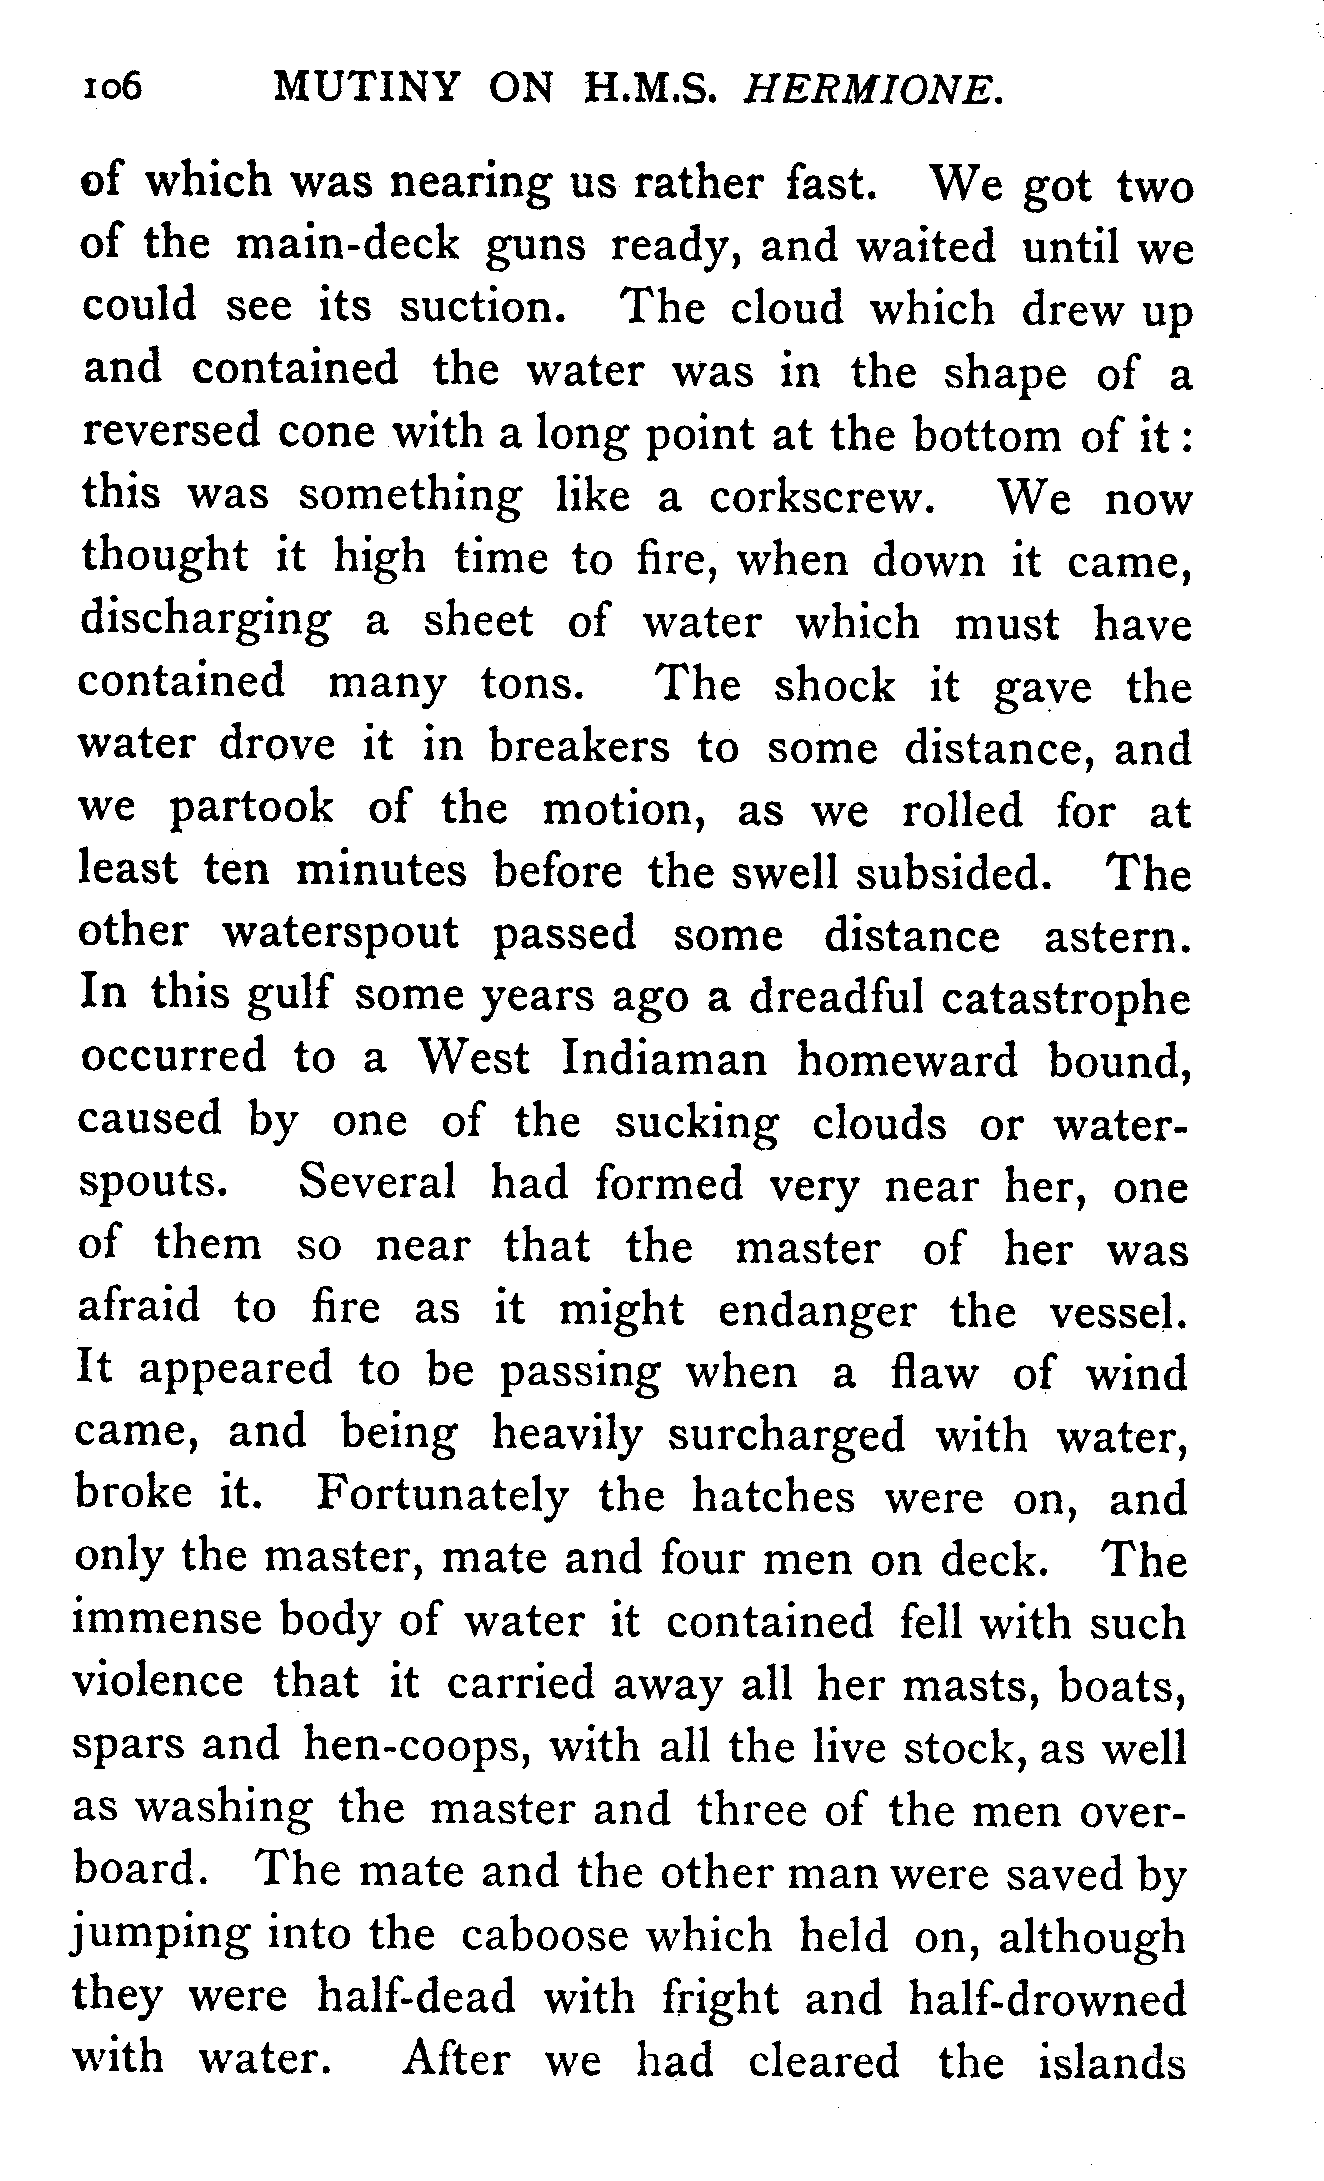 106 MUTINY ON H.M.S. HERMIONE.
of which was nearing us rather fast. We got two
of the main-deck guns ready, and waited until we
could see its suction. The cloud which drew up
and contained the water was in the shape of a
reversed cone with a long point at the bottom of it :
this was something like a corkscrew. We now
thought it high time to fire, when down it came,
discharging a sheet of water which must have
contained many tons. The shock it gave the
water drove it in breakers to some distance, and
we partook of the motion, as we rolled for at
least ten minutes before the swell subsided. The
other waterspout passed some distance astern.
In this gulf some years ago a dreadful catastrophe
occurred to a West Indiaman homeward bound,
caused by one of the sucking clouds or water-
spouts. Several had formed very near her, one
of them so near that the master of her was
afraid to fire as it might endanger the vessel.
It appeared to be passing when a flaw of wind
came, and being heavily surcharged with water,
broke it. Fortunately the hatches were on, and
only the master, mate and four men on deck. The
immense body of water it contained fell with such
violence that it carried away all her masts, boats,
spars and hen-coops, with all the live stock, as well
as washing the master and three of the men over-
board. The mate and the other man were saved by
jumping into the caboose which held on, although
they were half-dead with fright and half-drowned
with water. After we had cleared the islands